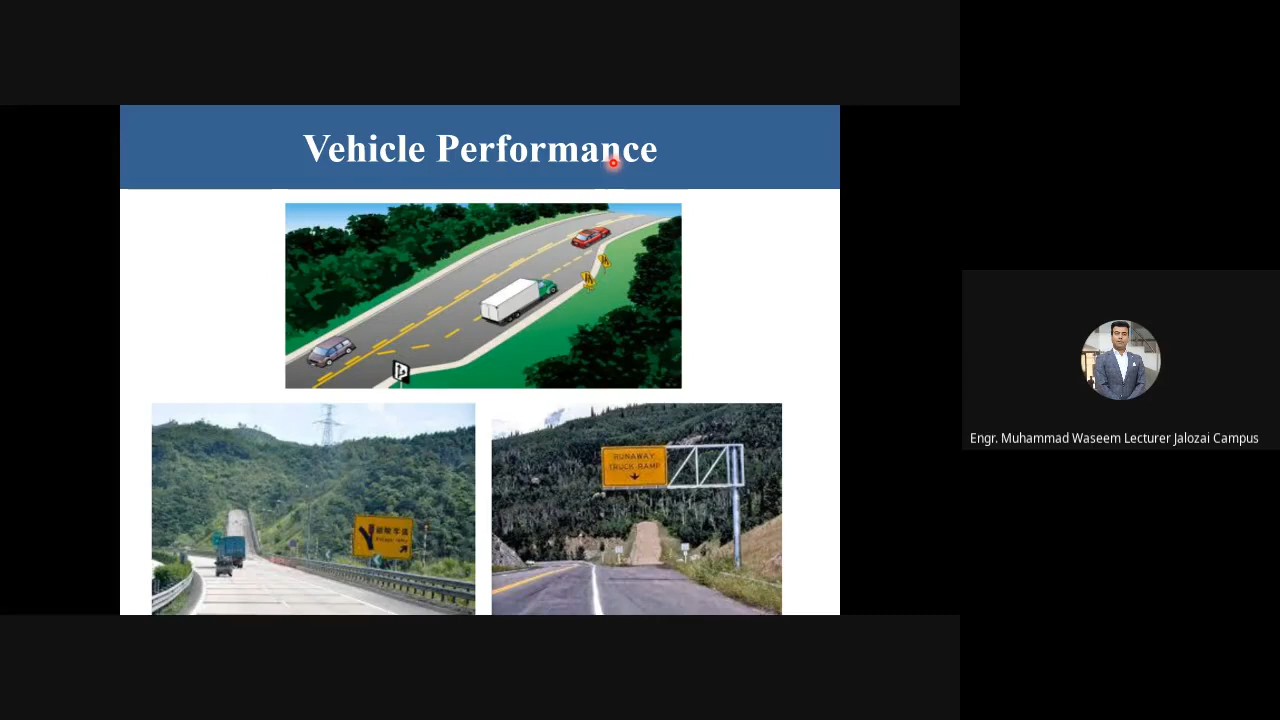 Vehicle Performance
RUNAWAY
TRUCK RAMP
Engr. Muhammad Waseem Lecturer Jalozai Campus